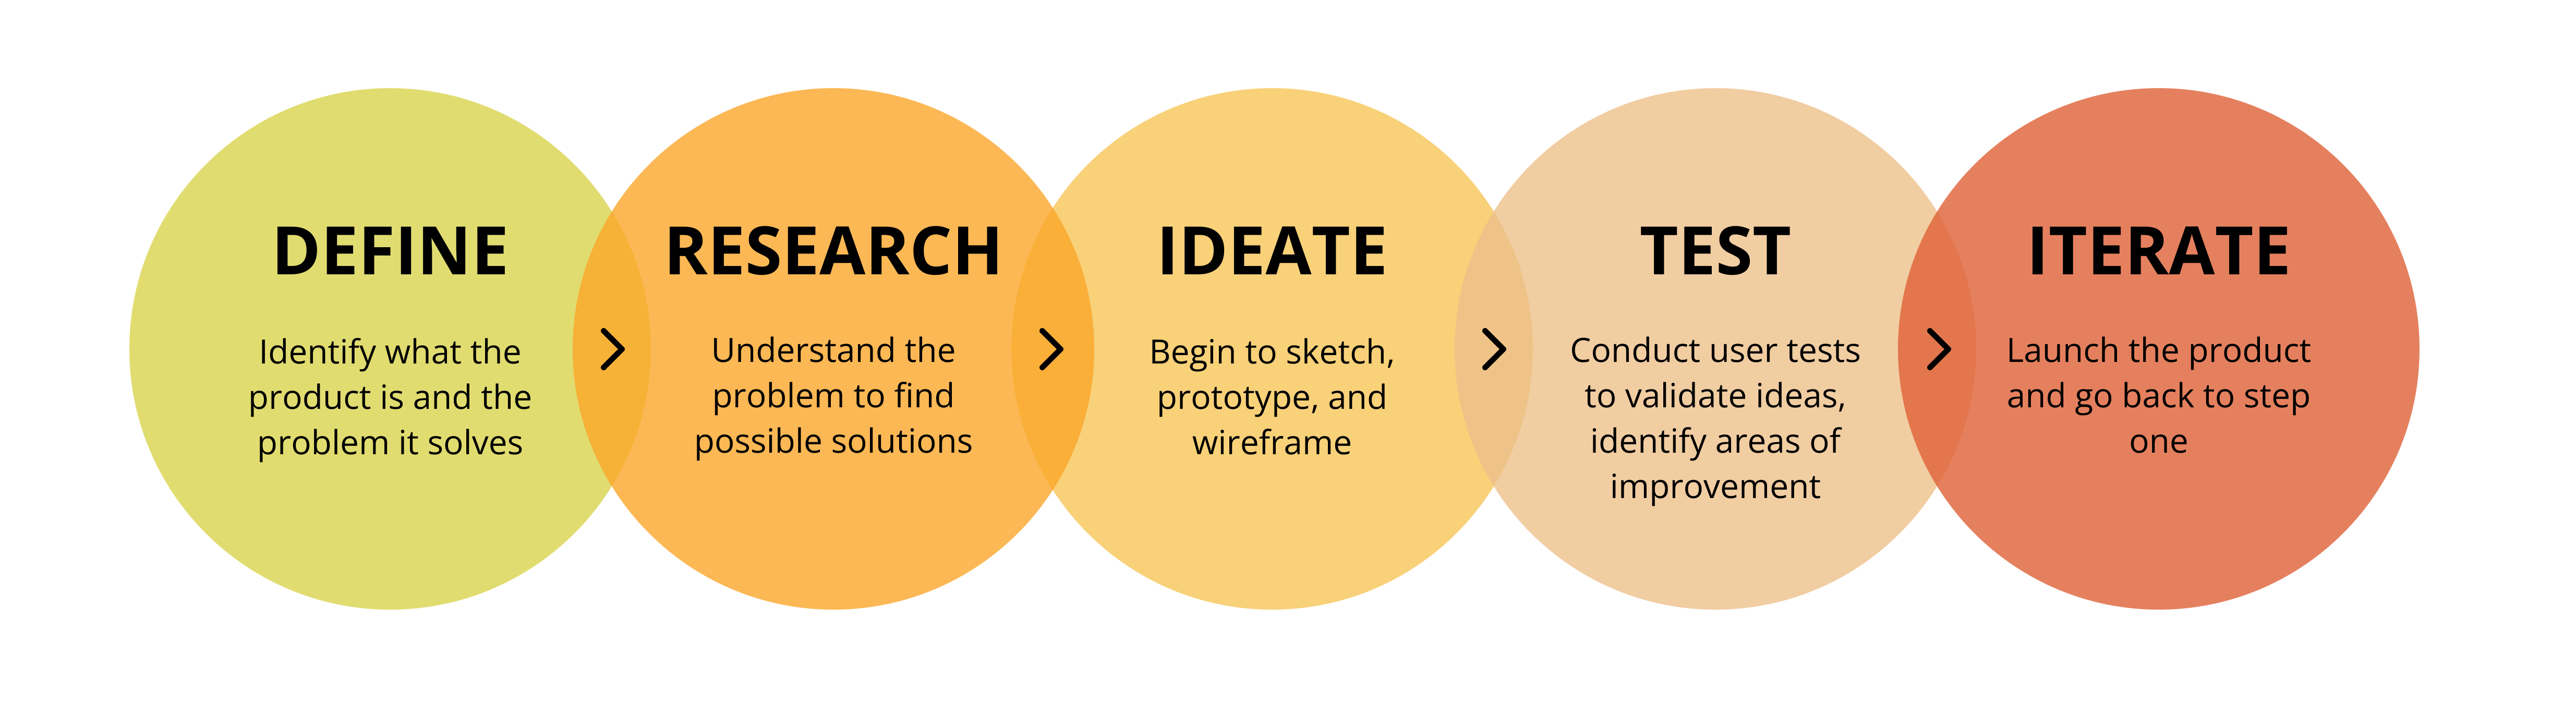 DEFINE
Identify what the
product is and the
problem it solves
RESEARCH
Understand the
problem to find
possible solutions
IDEATE
Begin to sketch,
prototype, and
wireframe
TEST
Conduct user tests
to validate ideas,
identify areas of
improvement
ITERATE
Launch the product
and go back to step
one